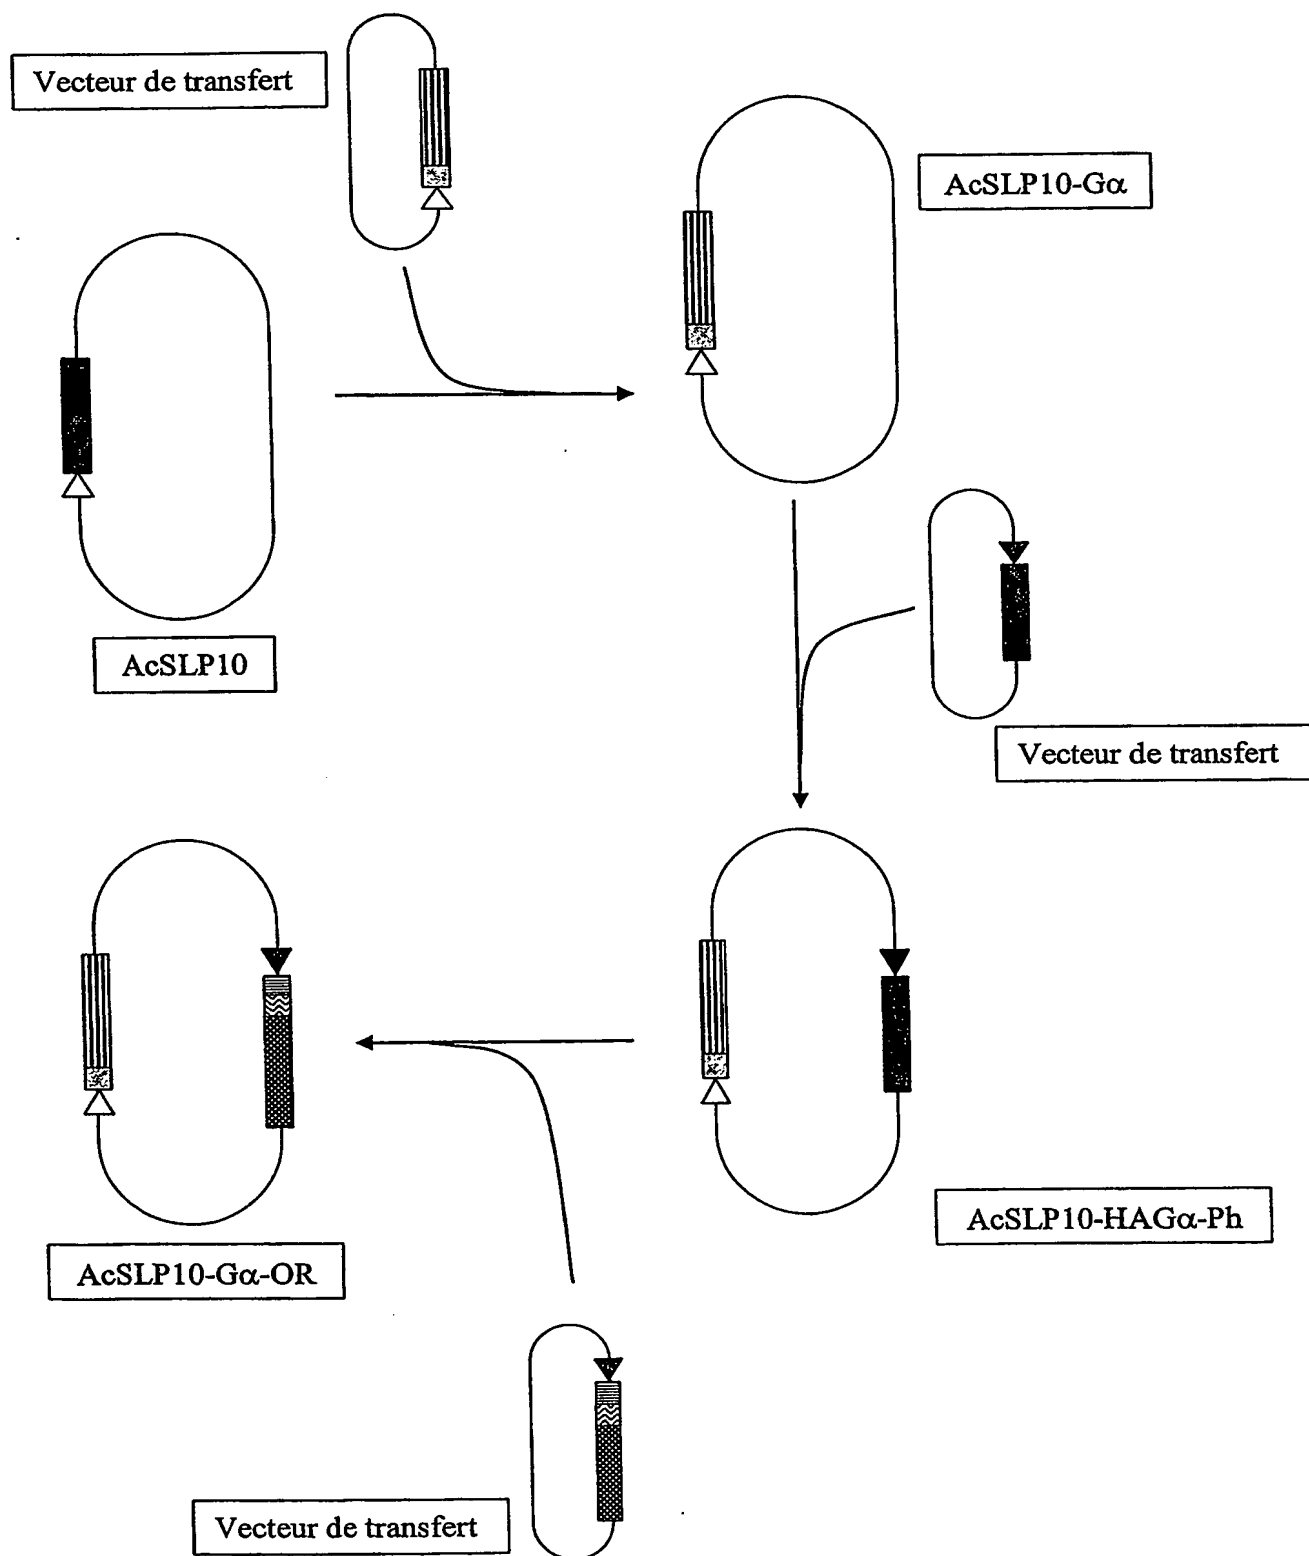 Vecteur de transfert
AcSLP10-Gα
AcSLP10
Vecteur de transfert
AcSLP10-HAGα-Ph
AcSLP10-Gα-OR
Vecteur de transfert